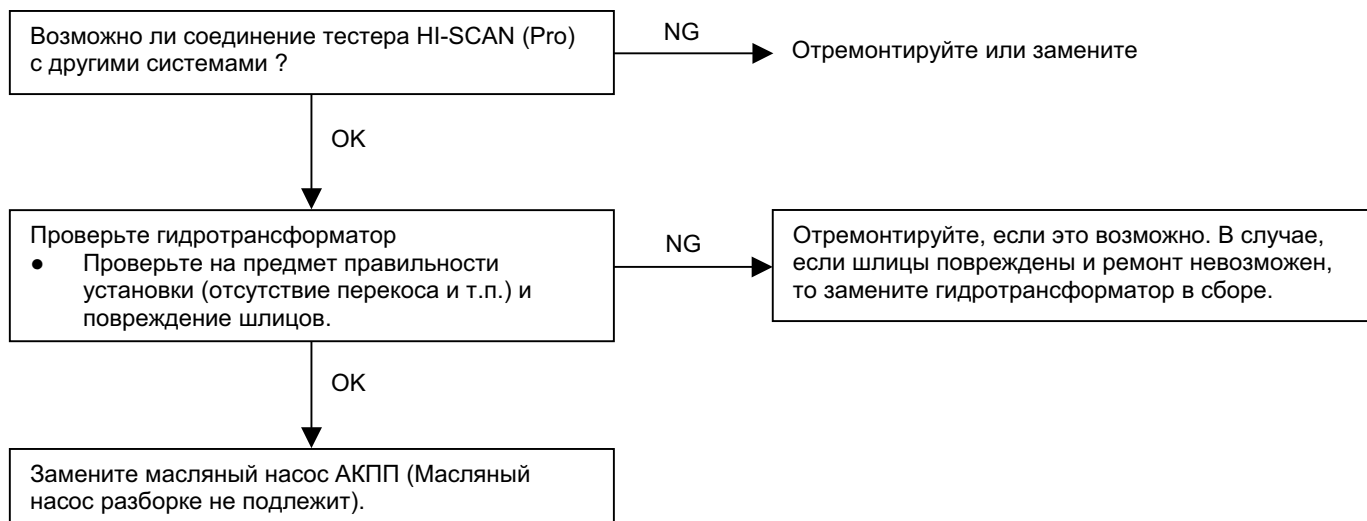 Возможно ли соединение тестера HI-SCAN (Pro)
с другими системами ?
NG
Отремонтируйте или замените
OK
Проверьте гидротрансформатор
● Проверьте на предмет правильности
установки (отсутствие перекоса и т.п.) и
повреждение шлицов.
NG
Отремонтируйте, если это возможно. В случае,
если шлицы повреждены и ремонт невозможен,
то замените гидротрансформатор в сборе.
OK
Замените масляный насос АКПП (Масляный
насос разборке не подлежит).